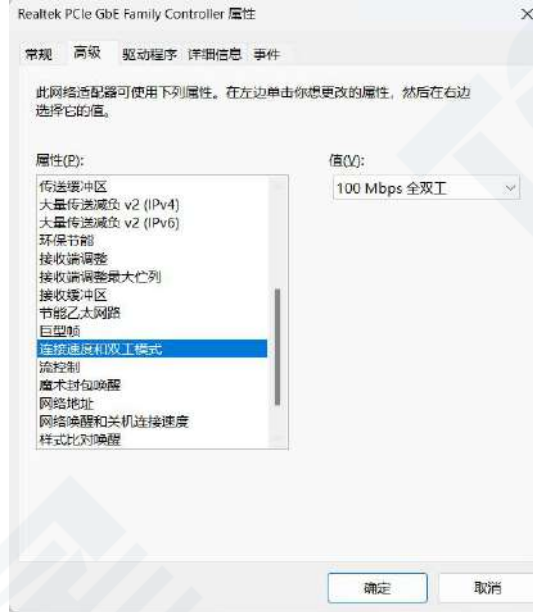 Realtek PCIe GbE Family Controller 属性
常规 高级 驱动程序 详细信息 事件
此网络适配器可使用下列属性。在左边单击你想更改的属性，然后在右边
选择它的值。
属性(P): 值(V):
传送缓冲区 100 Mbps 全双工
大量传送减负 v2 (IPv4)
大量传送减负 v2 (IPv6)
环保节能
接收端调整
接收端调整最大伫列
接收缓冲区
节能乙太网路
巨型帧
连接速度和双工模式
流控制
魔术封包唤醒
网络地址
网络唤醒和关机连接速度
样式比对唤醒
确定 取消